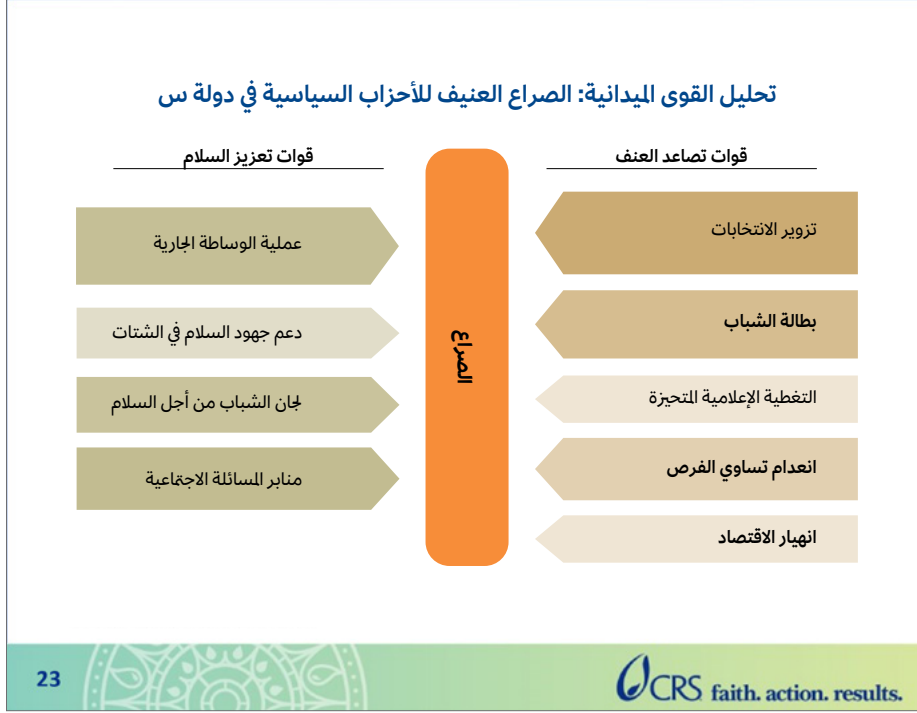 تحليل القوى الميدانية: الصراع العنيف للأحزاب السياسية في دولة س
قوات تصاعد العنف
تزوير الانتخابات
بطالة الشباب
التغطية الإعلامية المتحيزة
انعدام تساوي الفرص
انهيار الاقتصاد
الصراع
قوات تعزيز السلام
عملية الوساطة الجارية
دعم جهود السلام في الشتات
لجان الشباب من أجل السلام
منابر المسائلة الاجتماعية
23
CRS faith. action. results.